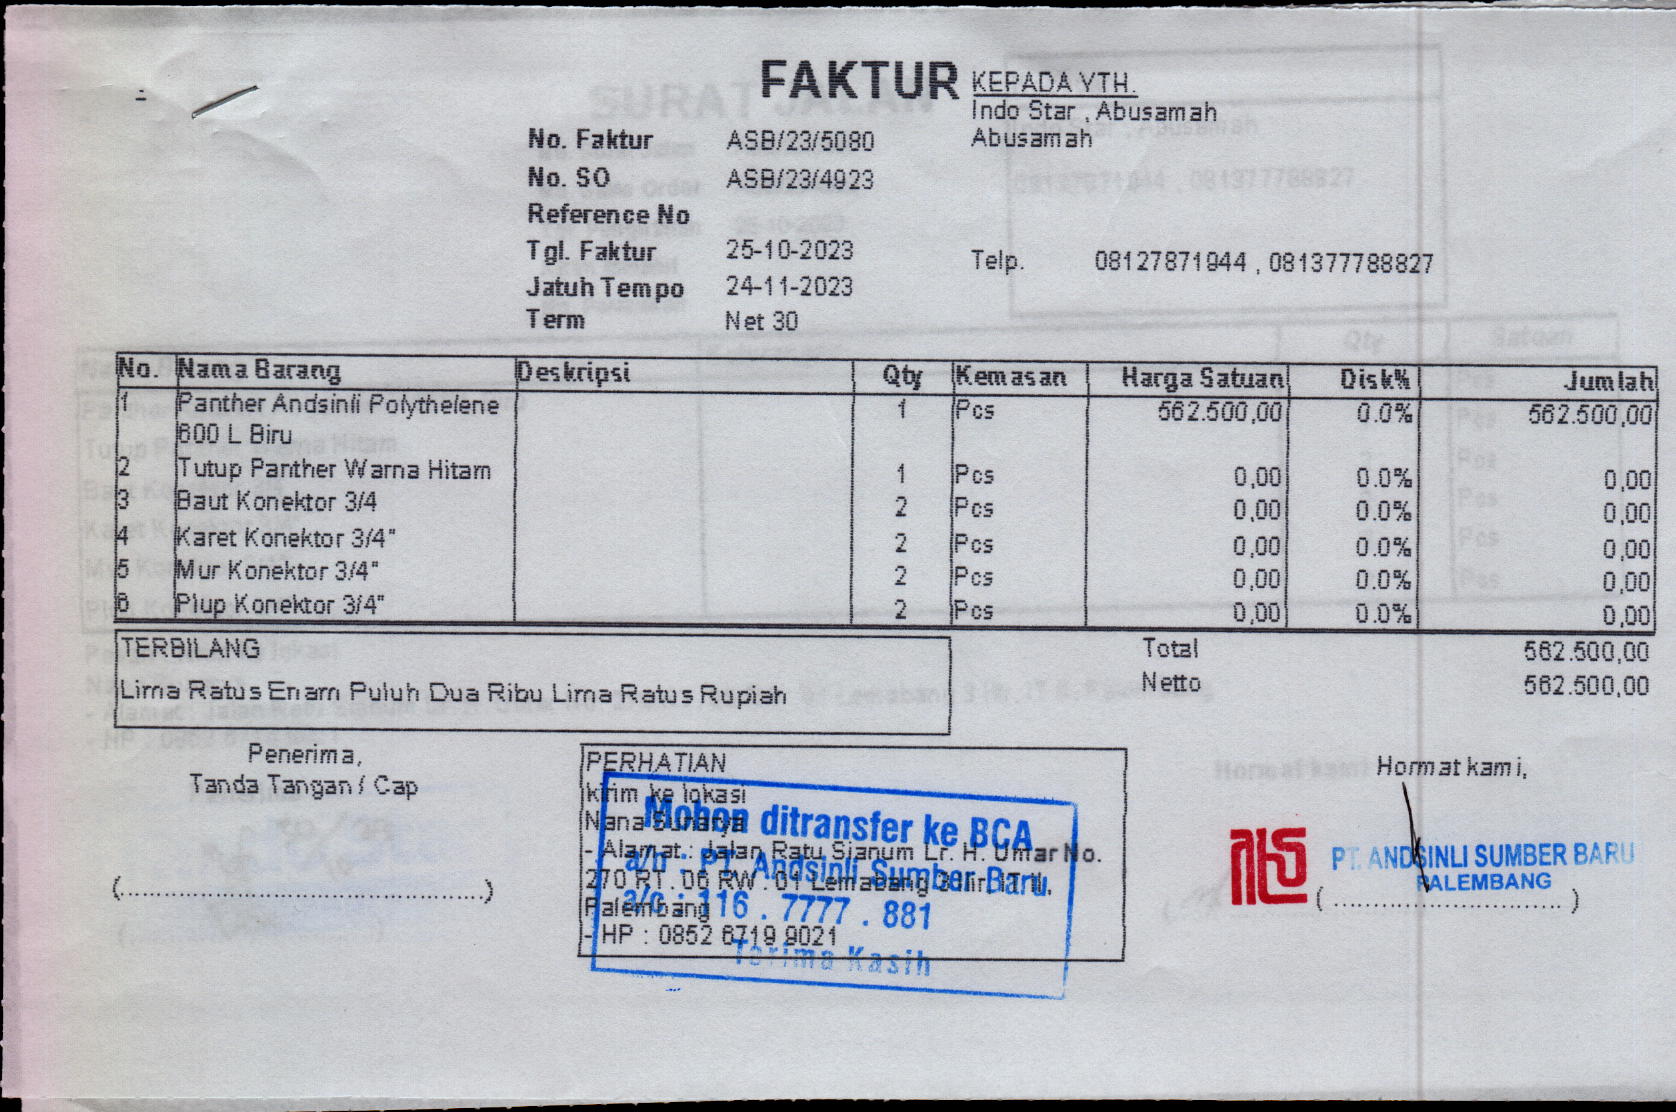 FAKTUR
KEPADA YTH.
Indo Star , Abusamah
Abusamah
No. Faktur ASB/23/5080
No. SO ASB/23/4923
Reference No
Tgl. Faktur 25-10-2023
Jatuh Tempo 24-11-2023
Term Net 30
Telp. 08127871944 , 081377788827
No. Nama Barang Deskripsi Qty Kemasan Harga Satuan Disk% Jumlah
1 Panther Andsinli Polythelene 1 Pcs 562.500,00 0.0% 562.500,00
600 L Biru
2 Tutup Panther Warna Hitam 1 Pcs 0,00 0.0% 0,00
3 Baut Konektor 3/4 2 Pcs 0,00 0.0% 0,00
4 Karet Konektor 3/4" 2 Pcs 0,00 0.0% 0,00
5 Mur Konektor 3/4" 2 Pcs 0,00 0.0% 0,00
6 Plup Konektor 3/4" 2 Pcs 0,00 0.0% 0,00
TERBILANG
Lima Ratus Enam Puluh Dua Ribu Lima Ratus Rupiah
Total 562.500,00
Netto 562.500,00
Penerima,
Tanda Tangan / Cap
(..........................................)
PERHATIAN
kirim ke lokasi
Nana Sunarya
- Alamat : Jalan Ratu Sianum Lr. H. Umar No.
270 RT. 06 RW. 01 Lemabang 3 Ilir, IT II,
Palembang
- HP : 0852 6719 9021
Mohon ditransfer ke BCA
a/n : PT. Andsinli Sumber Baru
a/c : 116 . 7777 . 881
Terima Kasih
Hormat kami,
PT. ANDSINLI SUMBER BARU
PALEMBANG
(..............................)